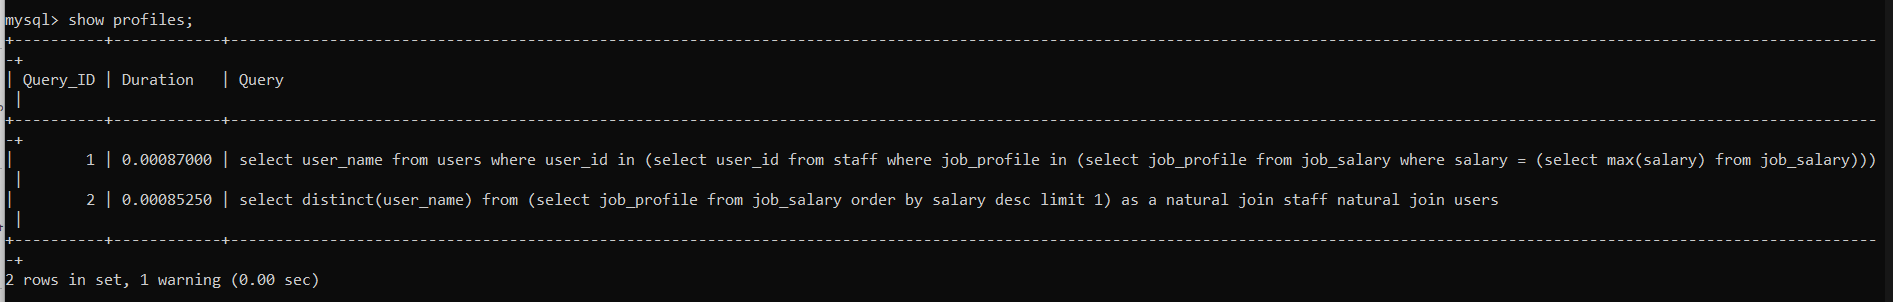 mysql> show profiles;
+----------+------------+--------------------------------------------------------------------------------------------------------------------------------------------------------------------
-+
| Query_ID | Duration   | Query
 |
+----------+------------+--------------------------------------------------------------------------------------------------------------------------------------------------------------------
-+
|        1 | 0.00087000 | select user_name from users where user_id in (select user_id from staff where job_profile in (select job_profile from job_salary where salary = (select max(salary) from job_salary)))
 |
|        2 | 0.00085250 | select distinct(user_name) from (select job_profile from job_salary order by salary desc limit 1) as a natural join staff natural join users
 |
+----------+------------+--------------------------------------------------------------------------------------------------------------------------------------------------------------------
-+
2 rows in set, 1 warning (0.00 sec)